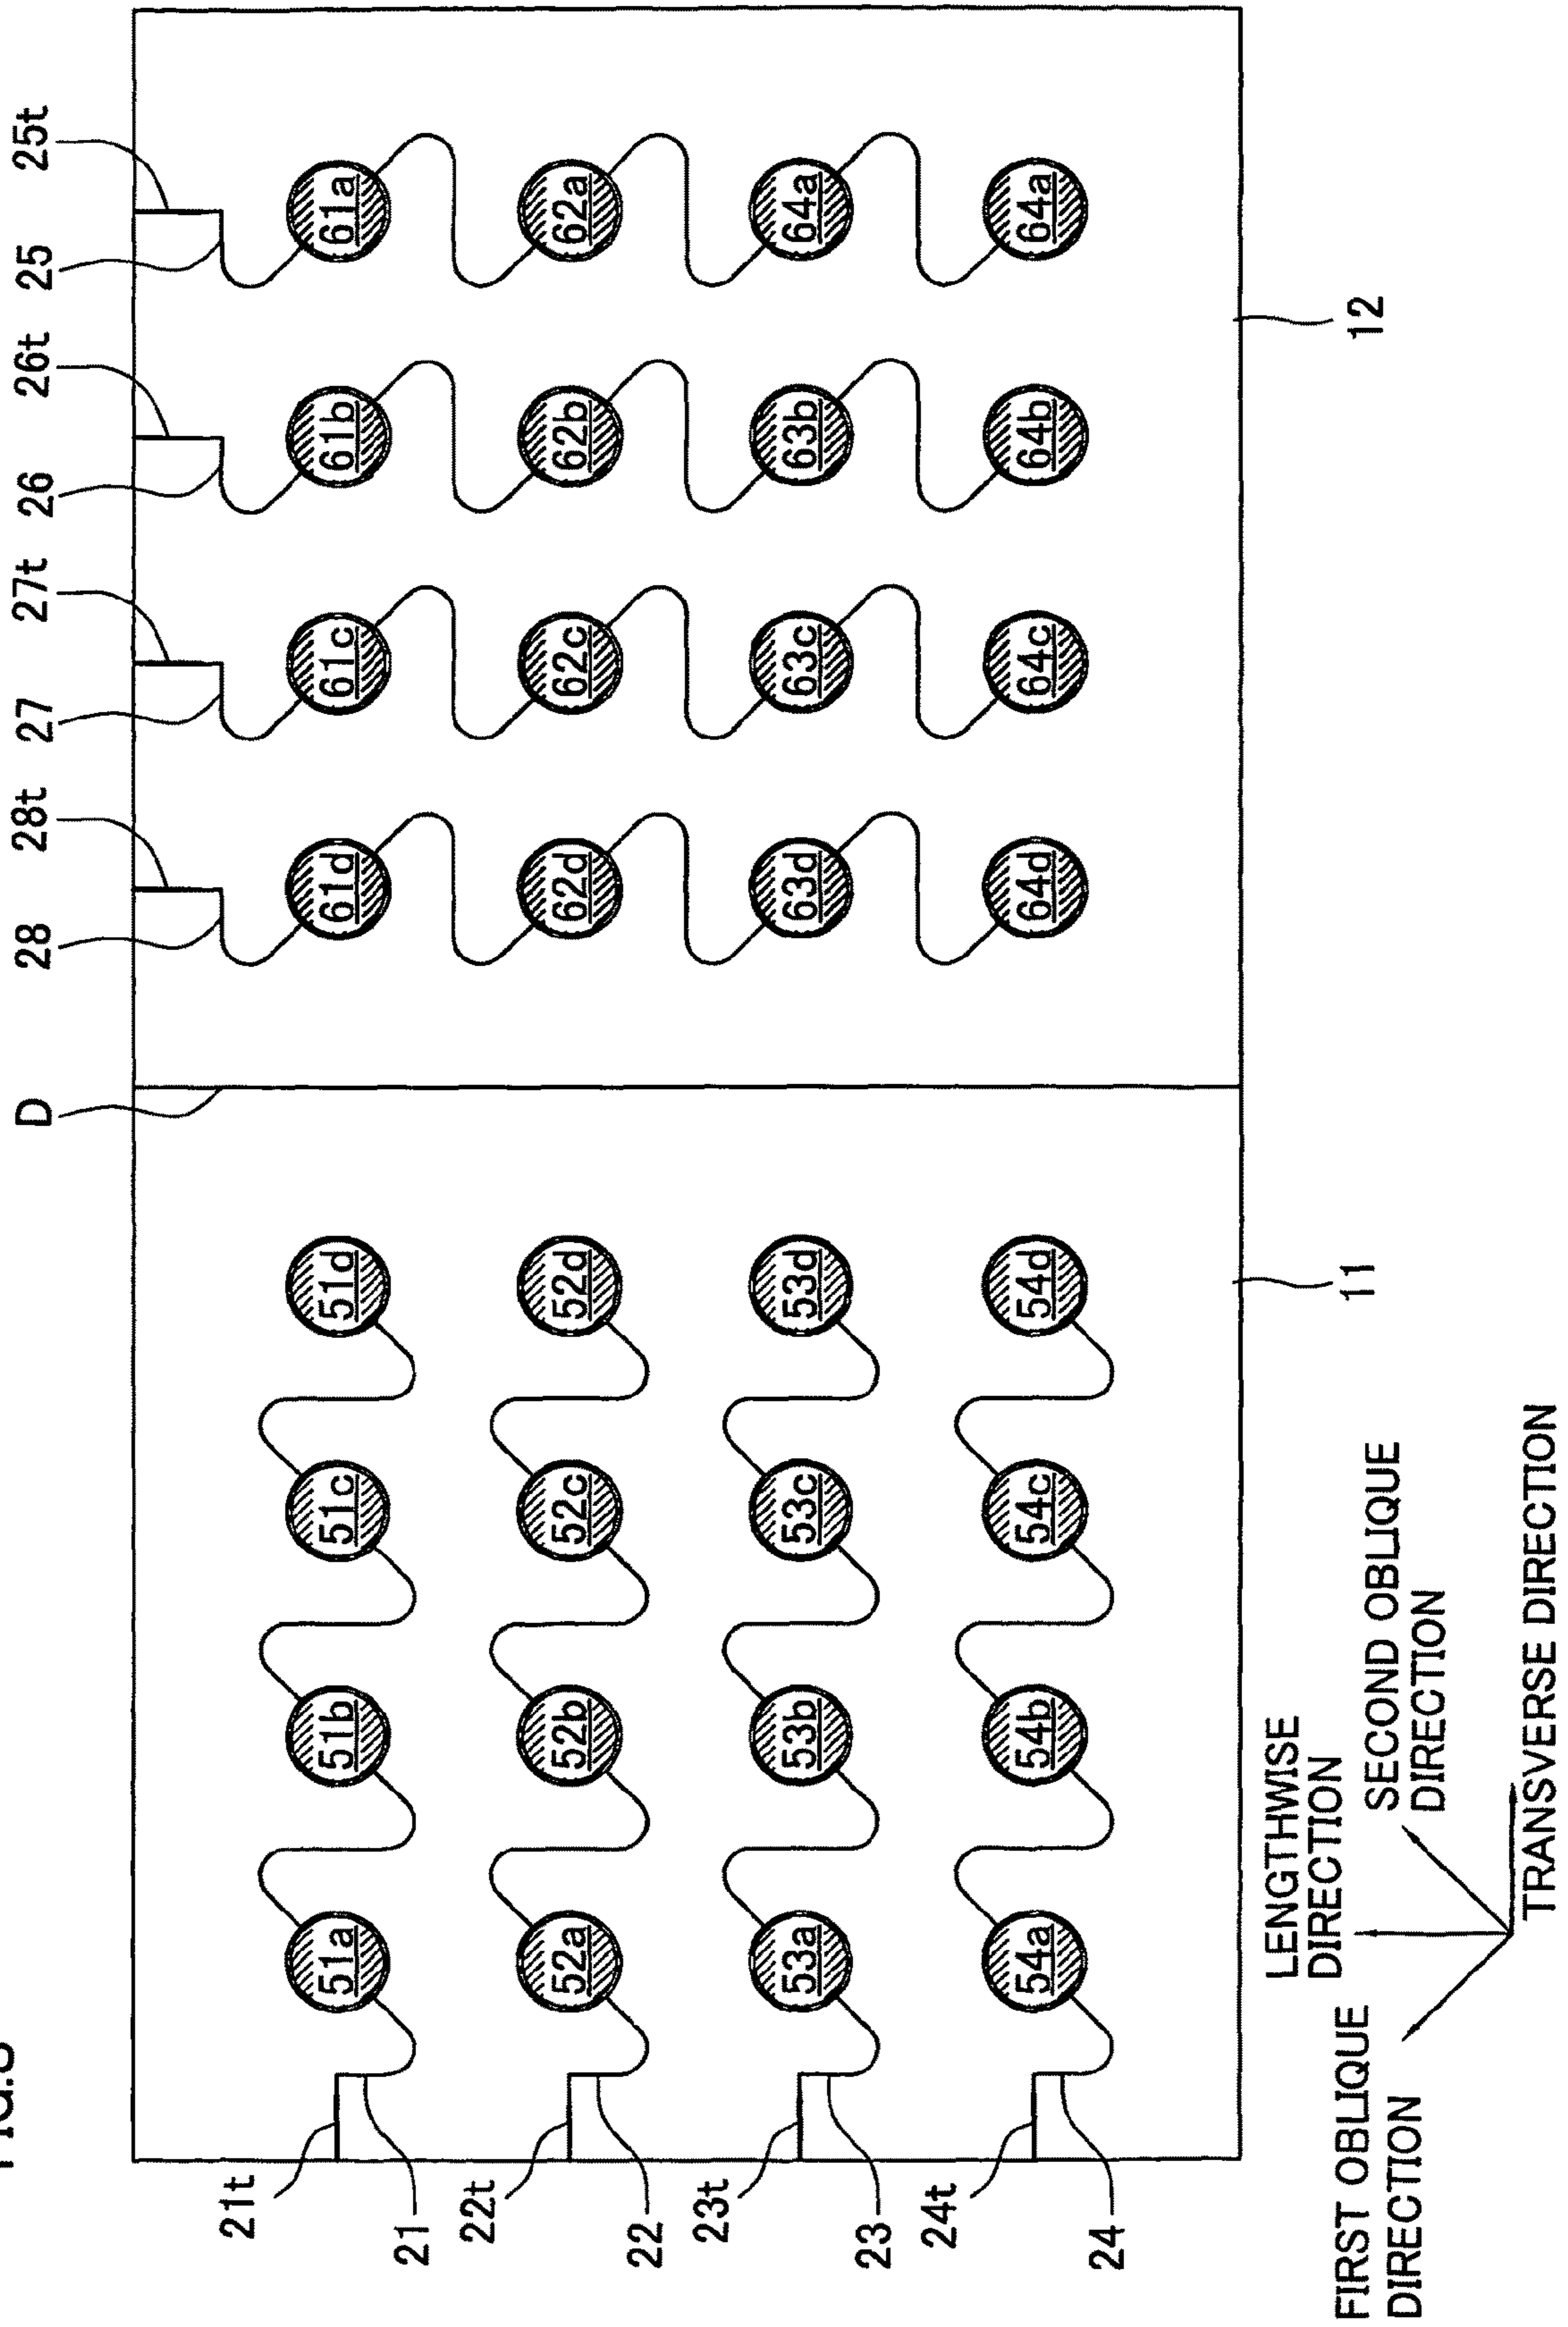 D
28
28t
27
27t
26
26t
25
25t
21t
51a
51b
51c
51d
61d
61c
61b
61a
21
22t
52a
52b
52c
52d
62d
62c
62b
62a
22
23t
53a
53b
53c
53d
63d
63c
63b
64a
23
24t
54a
54b
54c
54d
64d
64c
64b
64a
24
11
12
LENGTHWISE
DIRECTION
FIRST OBLIQUE
DIRECTION
SECOND OBLIQUE
DIRECTION
TRANSVERSE DIRECTION